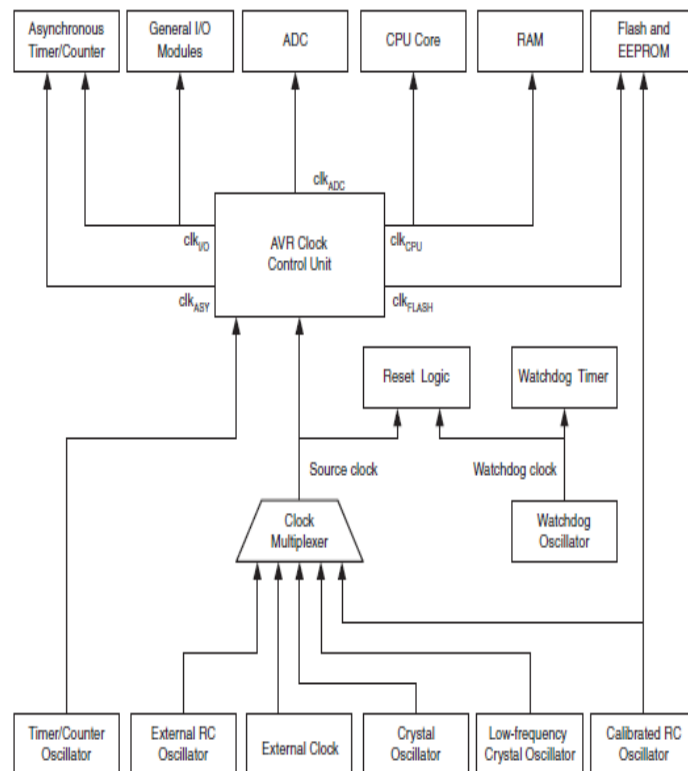 Asynchronous
Timer/Counter
General I/O
Modules
ADC
CPU Core
RAM
Flash and
EEPROM
clkADC
clkI/O
AVR Clock
Control Unit
clkCPU
clkASY
clkFLASH
Reset Logic
Watchdog Timer
Source clock
Watchdog clock
Clock
Multiplexer
Watchdog
Oscillator
Timer/Counter
Oscillator
External RC
Oscillator
External Clock
Crystal
Oscillator
Low-frequency
Crystal Oscillator
Calibrated RC
Oscillator